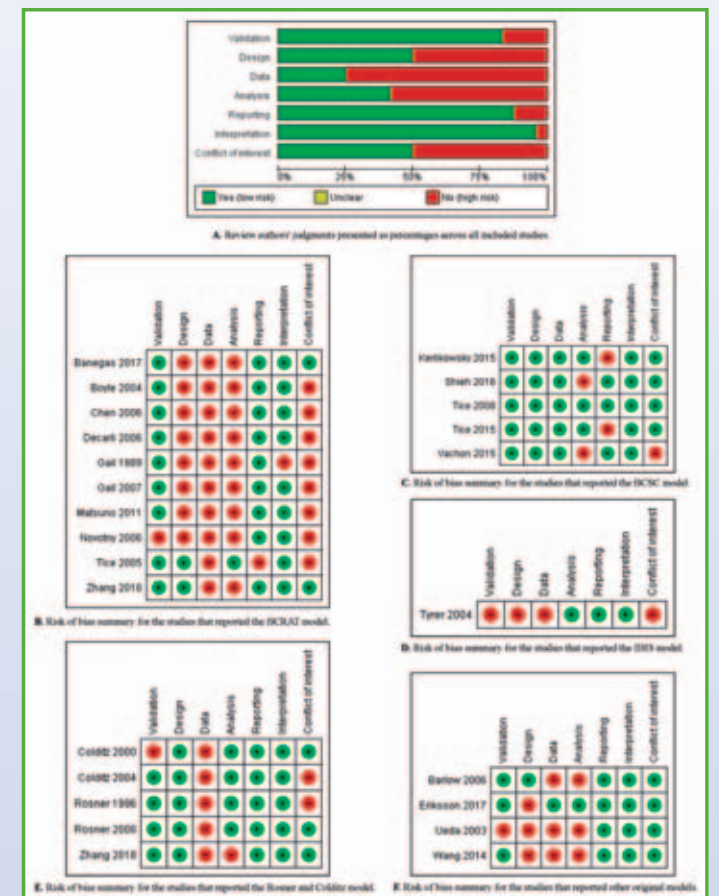 Validation
Design
Data
Analysis
Reporting
Interpretation
Conflict of interest
0% 25% 50% 75% 100%
Yes (low risk) Unclear No (high risk)
A. Review authors' judgments presented as percentages across all included studies.
Validation Design Data Analysis Reporting Interpretation Conflict of interest
Banegas 2017
Boyle 2004
Chen 2006
Decarli 2006
Gail 1989
Gail 2007
Matsuno 2011
Novotny 2006
Tice 2005
Zhang 2018
B. Risk of bias summary for the studies that reported the BCRAT model.
Validation Design Data Analysis Reporting Interpretation Conflict of interest
Kerlikowske 2015
Shieh 2016
Tice 2008
Tice 2015
Vachon 2015
C. Risk of bias summary for the studies that reported the BCSC model
Validation Design Data Analysis Reporting Interpretation Conflict of interest
Tyrer 2004
D. Risk of bias summary for the studies that reported the IBIS model
Validation Design Data Analysis Reporting Interpretation Conflict of interest
Colditz 2000
Colditz 2004
Rosner 1996
Rosner 2008
Zhang 2018
E. Risk of bias summary for the studies that reported the Rosner and Colditz model.
Validation Design Data Analysis Reporting Interpretation Conflict of interest
Barlow 2006
Eriksson 2017
Ueda 2003
Wang 2014
F. Risk of bias summary for the studies that reported other original models.